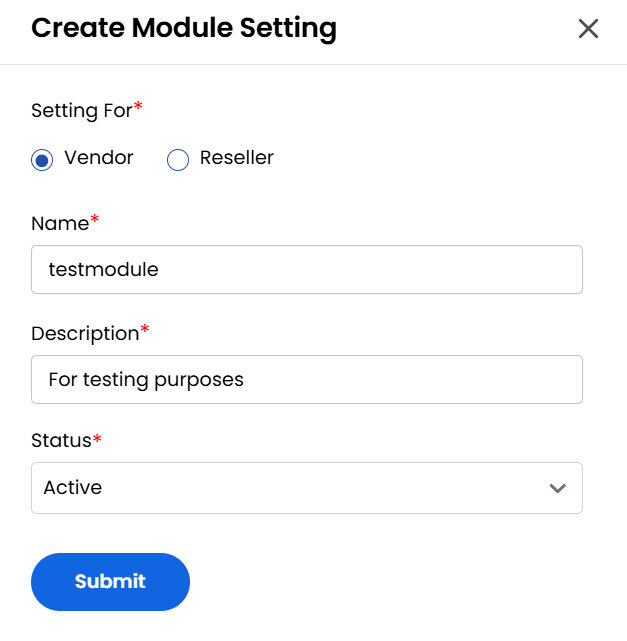 Create Module Setting
Setting For*
Vendor Reseller
Name*
testmodule
Description*
For testing purposes
Status*
Active
Submit